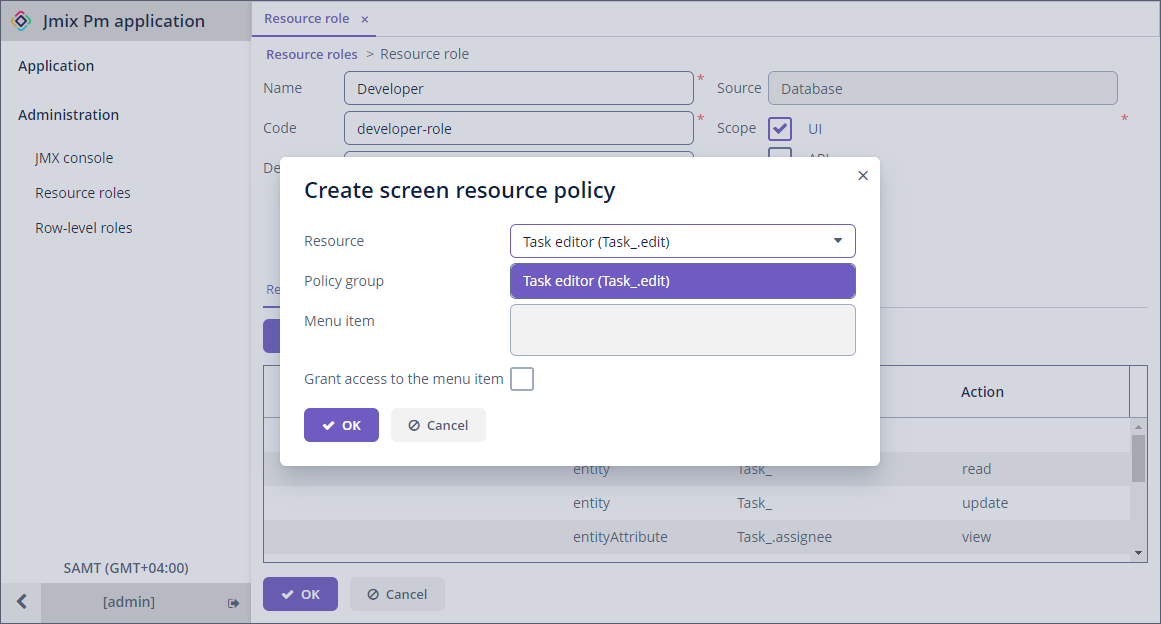 Jmix Pm application
Application
Administration
JMX console
Resource roles
Row-level roles
SAMT (GMT+04:00)
[admin]
Resource role ×
Resource roles > Resource role
Name Developer * Source Database
Code developer-role * Scope UI *
Create screen resource policy
Resource Task editor (Task_.edit)
Policy group Task editor (Task_.edit)
Menu item
Grant access to the menu item
OK Cancel
Action
entity Task_ read
entity Task_ update
entityAttribute Task_.assignee view
OK Cancel